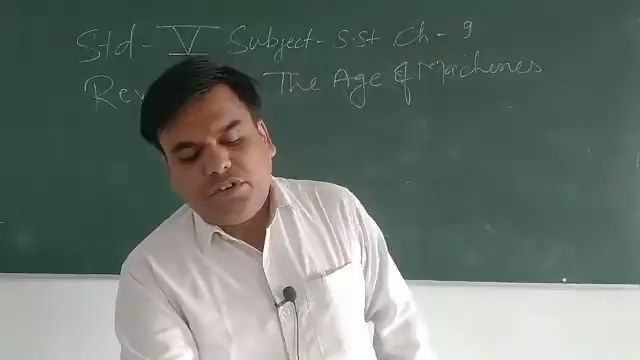 Std - V Subject - S.St Ch - 9
Rev The Age of Machines